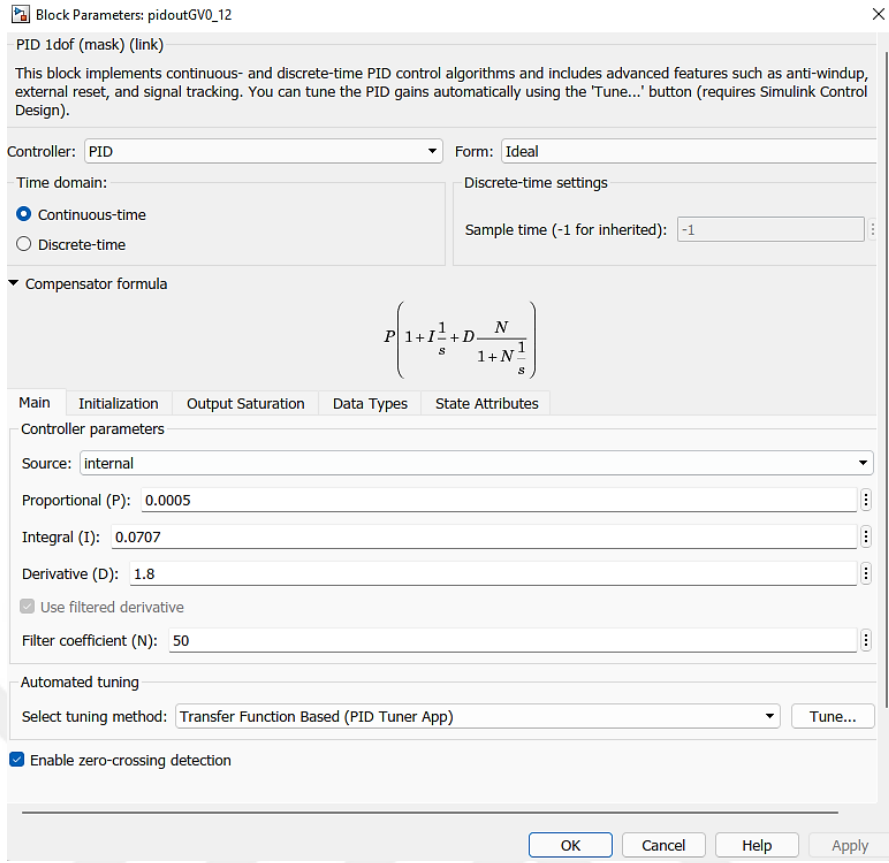 Block Parameters: pidoutGV0_12
PID 1dof (mask) (link)
This block implements continuous- and discrete-time PID control algorithms and includes advanced features such as anti-windup,
external reset, and signal tracking. You can tune the PID gains automatically using the 'Tune...' button (requires Simulink Control
Design).
Controller: PID Form: Ideal
Time domain: Discrete-time settings
Continuous-time
Sample time (-1 for inherited): -1
Discrete-time
Compensator formula
P(1+I 1/s +D N/(1+N 1/s))
Main Initialization Output Saturation Data Types State Attributes
Controller parameters
Source: internal
Proportional (P): 0.0005
Integral (I): 0.0707
Derivative (D): 1.8
Use filtered derivative
Filter coefficient (N): 50
Automated tuning
Select tuning method: Transfer Function Based (PID Tuner App) Tune...
Enable zero-crossing detection
OK Cancel Help Apply